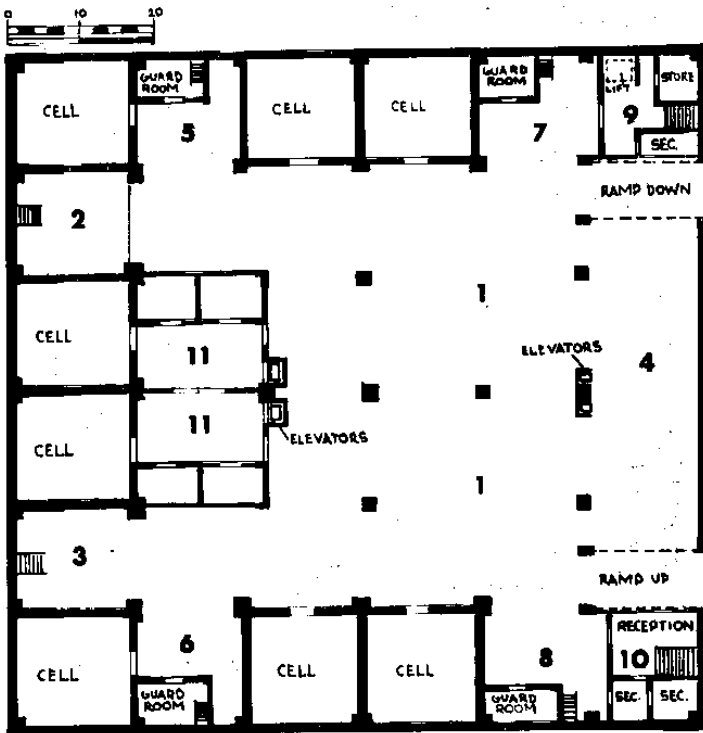 0 10 20
GUARD
ROOM
GUARD
ROOM
LIFT
STORE
CELL
CELL
CELL
5
7
9
SEC.
RAMP DOWN
2
1
CELL
11
ELEVATORS
4
11
CELL
ELEVATORS
1
3
RAMP UP
RECEPTION
6
8
10
CELL
CELL
CELL
GUARD
ROOM
GUARD
ROOM
SEC.
SEC.